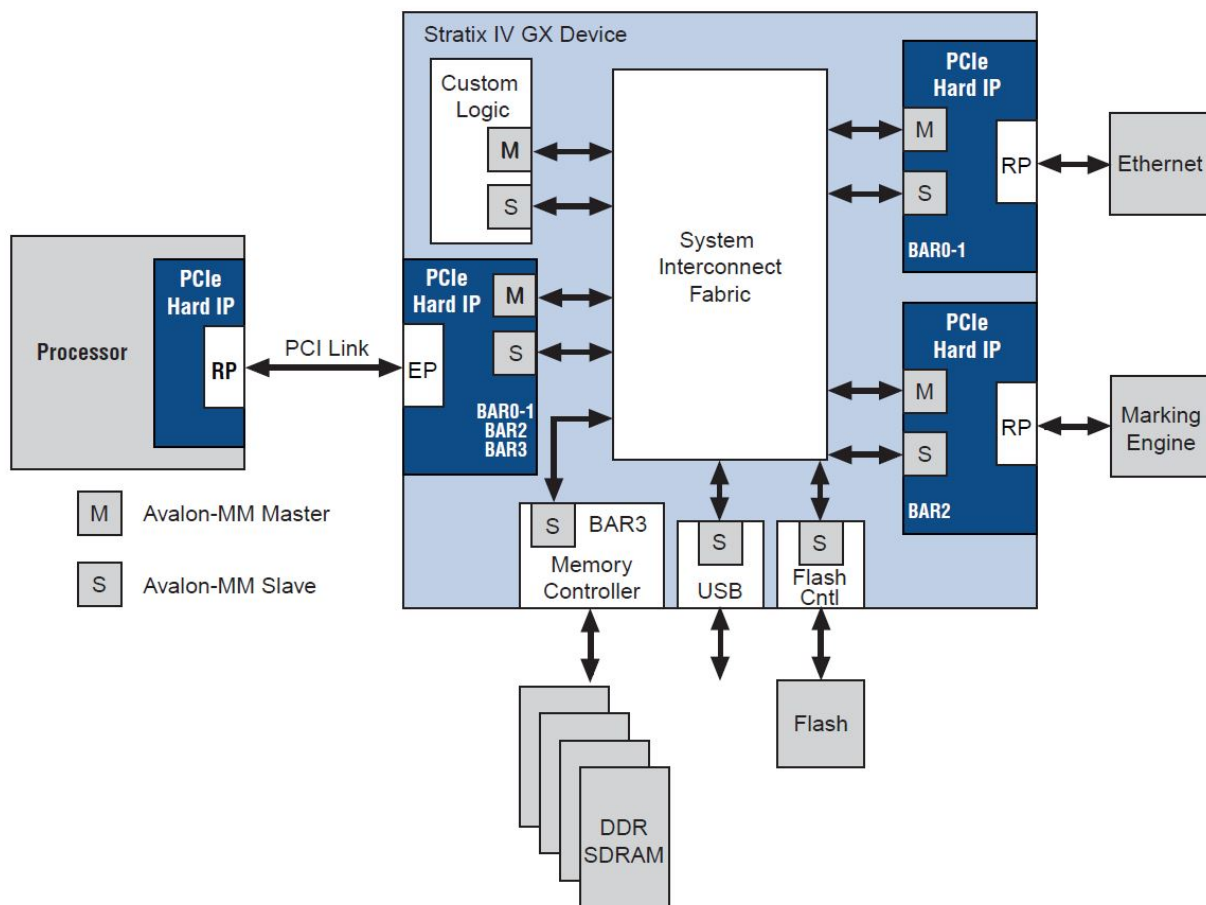 Stratix IV GX Device
Custom
Logic
M
S
System
Interconnect
Fabric
PCIe
Hard IP
M
S
RP
BAR0-1
Ethernet
Processor
PCIe
Hard IP
RP
PCI Link
PCIe
Hard IP
M
S
EP
BAR0-1
BAR2
BAR3
PCIe
Hard IP
M
S
RP
BAR2
Marking
Engine
M
Avalon-MM Master
S
Avalon-MM Slave
S
BAR3
Memory
Controller
S
USB
S
Flash
Cntl
DDR
SDRAM
Flash